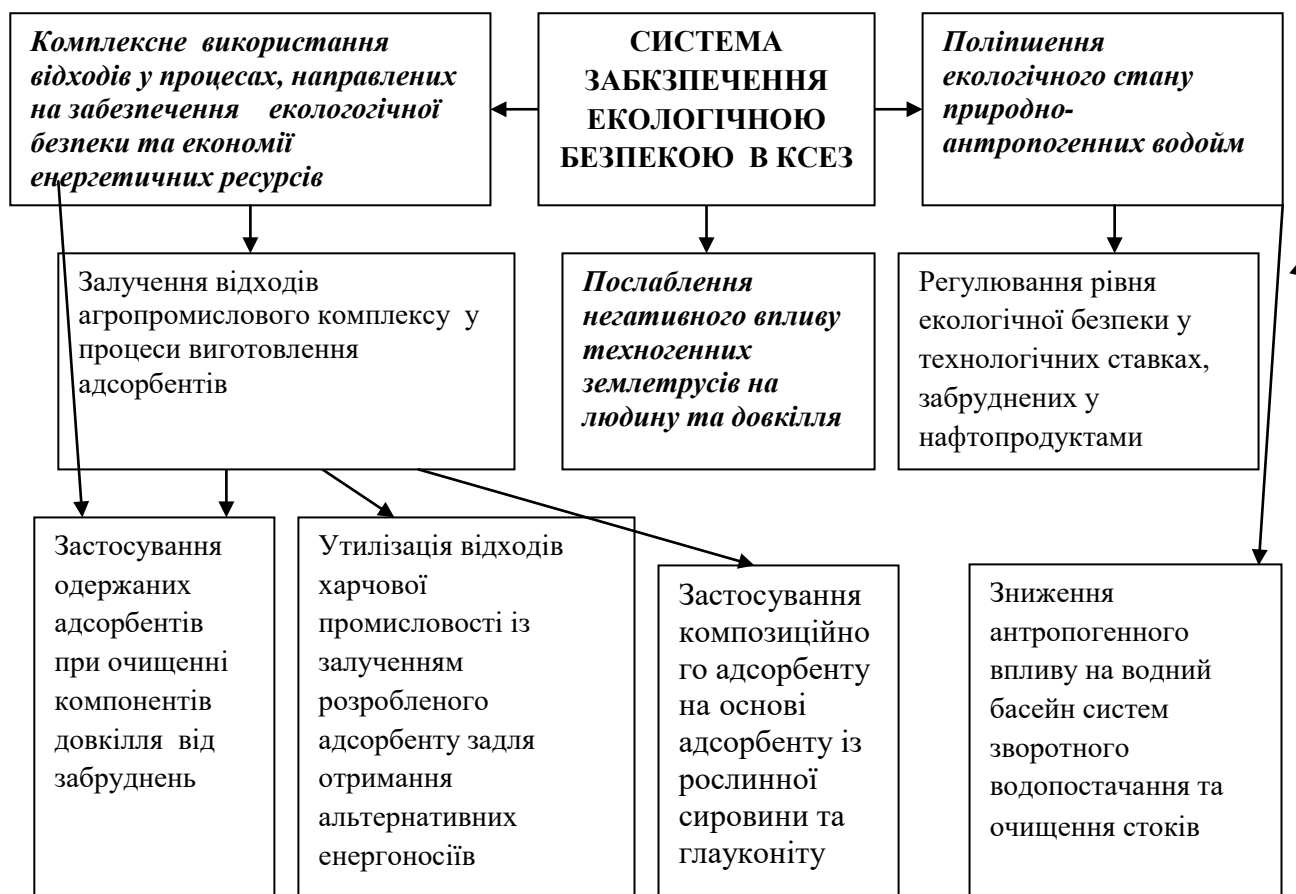 Комплексне використання
відходів у процесах, направлених
на забезпечення екологогічної
безпеки та економії
енергетичних ресурсів
СИСТЕМА
ЗАБКЗПЕЧЕННЯ
ЕКОЛОГІЧНОЮ
БЕЗПЕКОЮ В КСЕЗ
Поліпшення
екологічного стану
природно-
антропогенних водойм
Залучення відходів
агропромислового комплексу у
процеси виготовлення
адсорбентів
Послаблення
негативного впливу
техногенних
землетрусів на
людину та довкілля
Регулювання рівня
екологічної безпеки у
технологічних ставках,
забруднених у
нафтопродуктами
Застосування
одержаних
адсорбентів
при очищенні
компонентів
довкілля від
забруднень
Утилізація відходів
харчової
промисловості із
залученням
розробленого
адсорбенту задля
отримання
альтернативних
енергоносіїв
Застосування
композиційно
го адсорбенту
на основі
адсорбенту із
рослинної
сировини та
глауконіту
Зниження
антропогенного
впливу на водний
басейн систем
зворотного
водопостачання та
очищення стоків